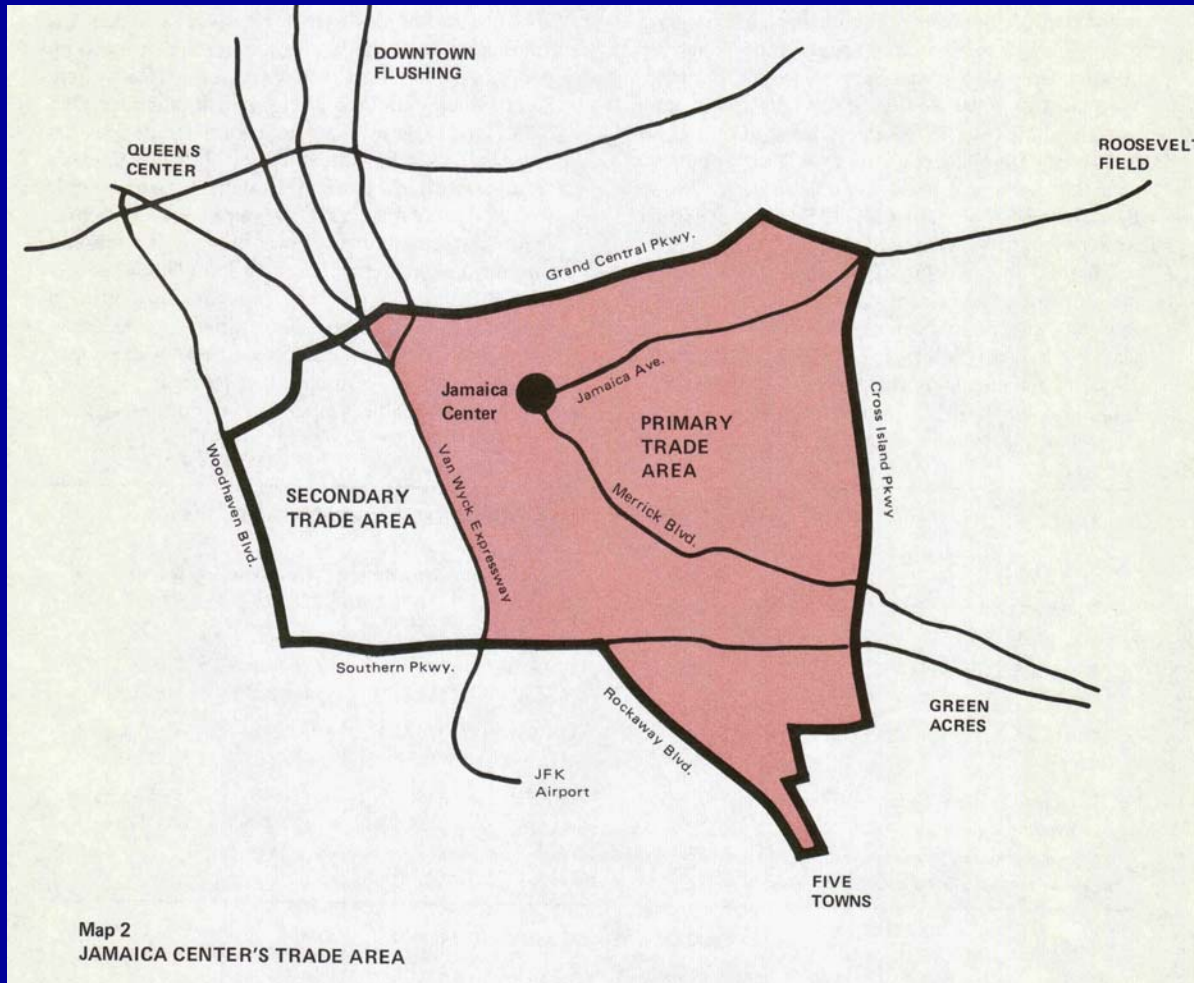 DOWNTOWN
FLUSHING
QUEENS
CENTER
ROOSEVELT
FIELD
Grand Central Pkwy.
Jamaica
Center
Jamaica Ave.
PRIMARY
TRADE
AREA
Cross Island Pkwy
Woodhaven Blvd.
SECONDARY
TRADE AREA
Van Wyck Expressway
Merrick Blvd.
Southern Pkwy.
Rockaway Blvd.
GREEN
ACRES
JFK
Airport
FIVE
TOWNS
Map 2
JAMAICA CENTER'S TRADE AREA